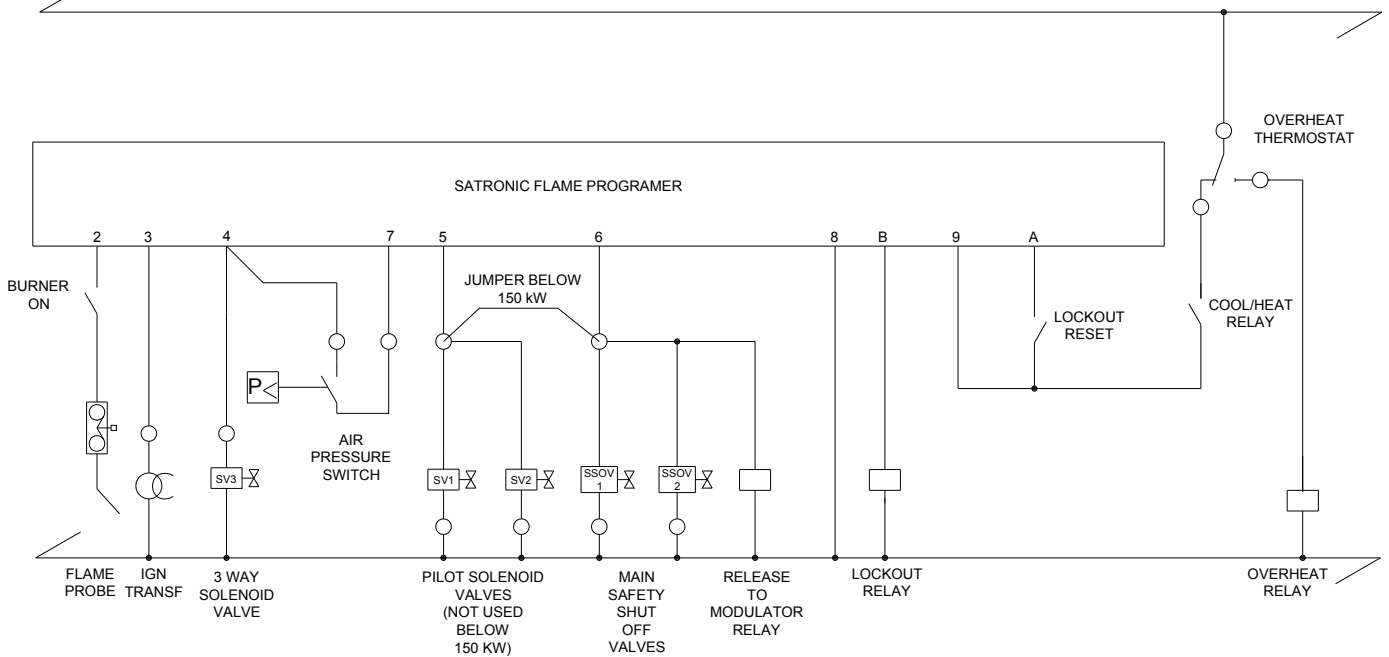 OVERHEAT
THERMOSTAT
SATRONIC FLAME PROGRAMER
2 3 4 7 5 6 8 B 9 A
BURNER
ON
JUMPER BELOW
150 kW
LOCKOUT
RESET
COOL/HEAT
RELAY
P<
AIR
PRESSURE
SWITCH
SV3
SV1
SV2
SSOV
1
SSOV
2
FLAME
PROBE
IGN
TRANSF
3 WAY
SOLENOID
VALVE
PILOT SOLENOID
VALVES
(NOT USED
BELOW
150 KW)
MAIN
SAFETY
SHUT
OFF
VALVES
RELEASE
TO
MODULATOR
RELAY
LOCKOUT
RELAY
OVERHEAT
RELAY